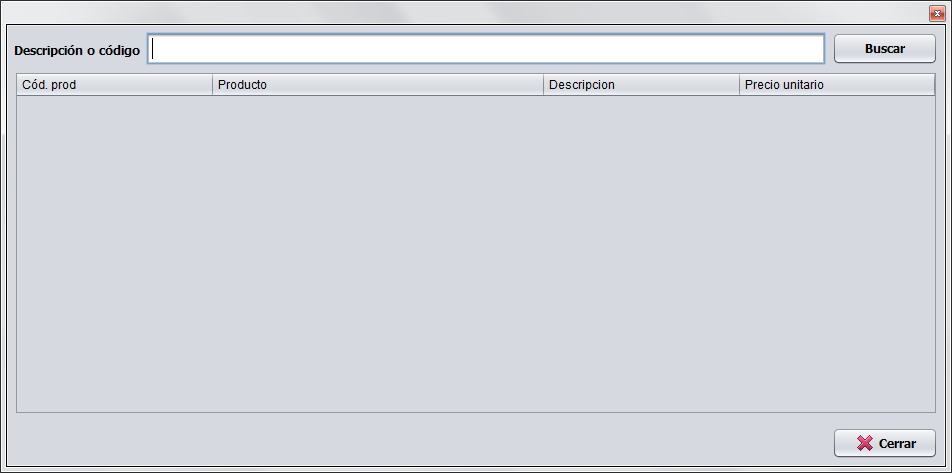 Descripción o código
Buscar
Cód. prod Producto Descripcion Precio unitario
Cerrar